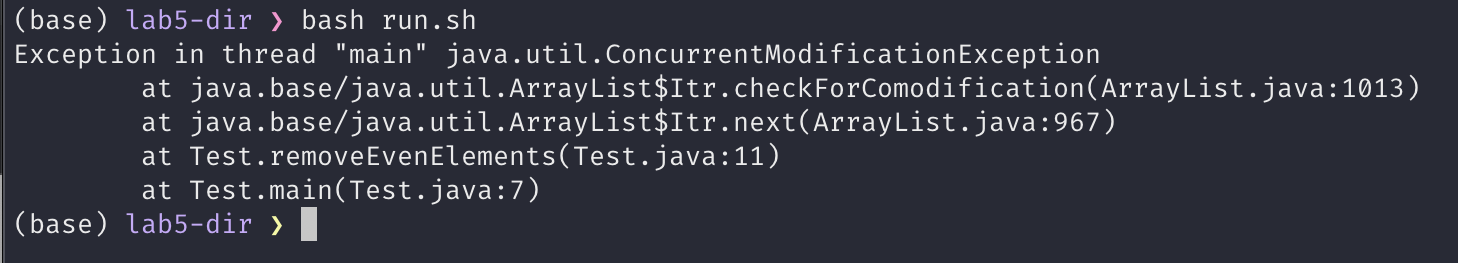 (base) lab5-dir ❯ bash run.sh
Exception in thread "main" java.util.ConcurrentModificationException
        at java.base/java.util.ArrayList$Itr.checkForComodification(ArrayList.java:1013)
        at java.base/java.util.ArrayList$Itr.next(ArrayList.java:967)
        at Test.removeEvenElements(Test.java:11)
        at Test.main(Test.java:7)
(base) lab5-dir ❯